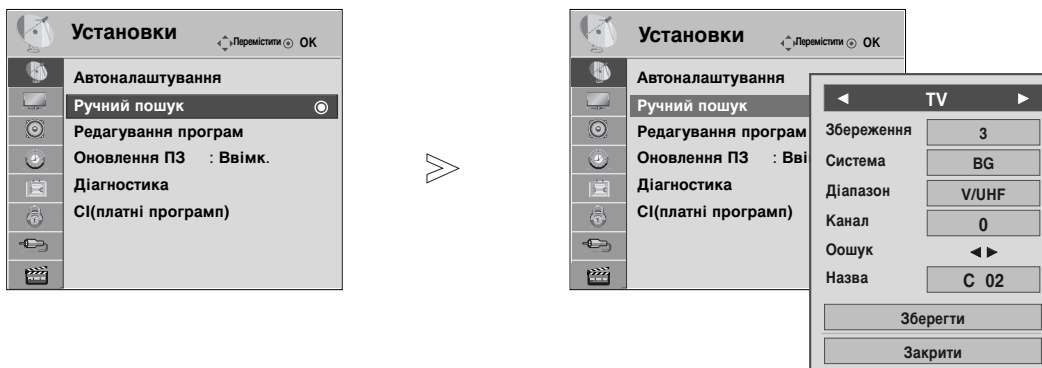 Установки Перемістити OK
Автоналаштування
Ручний пошук
Редагування програм
Оновлення ПЗ : Ввімк.
Діагностика
CI(платні програмп)
Установки Перемістити OK
Автоналаштування
Ручний пошук
Редагування програм
Оновлення ПЗ : Вві
Діагностика
CI(платні програмп)
TV
Збереження 3
Система BG
Діапазон V/UHF
Канал 0
Оошук
Назва C 02
Зберегти
Закрити